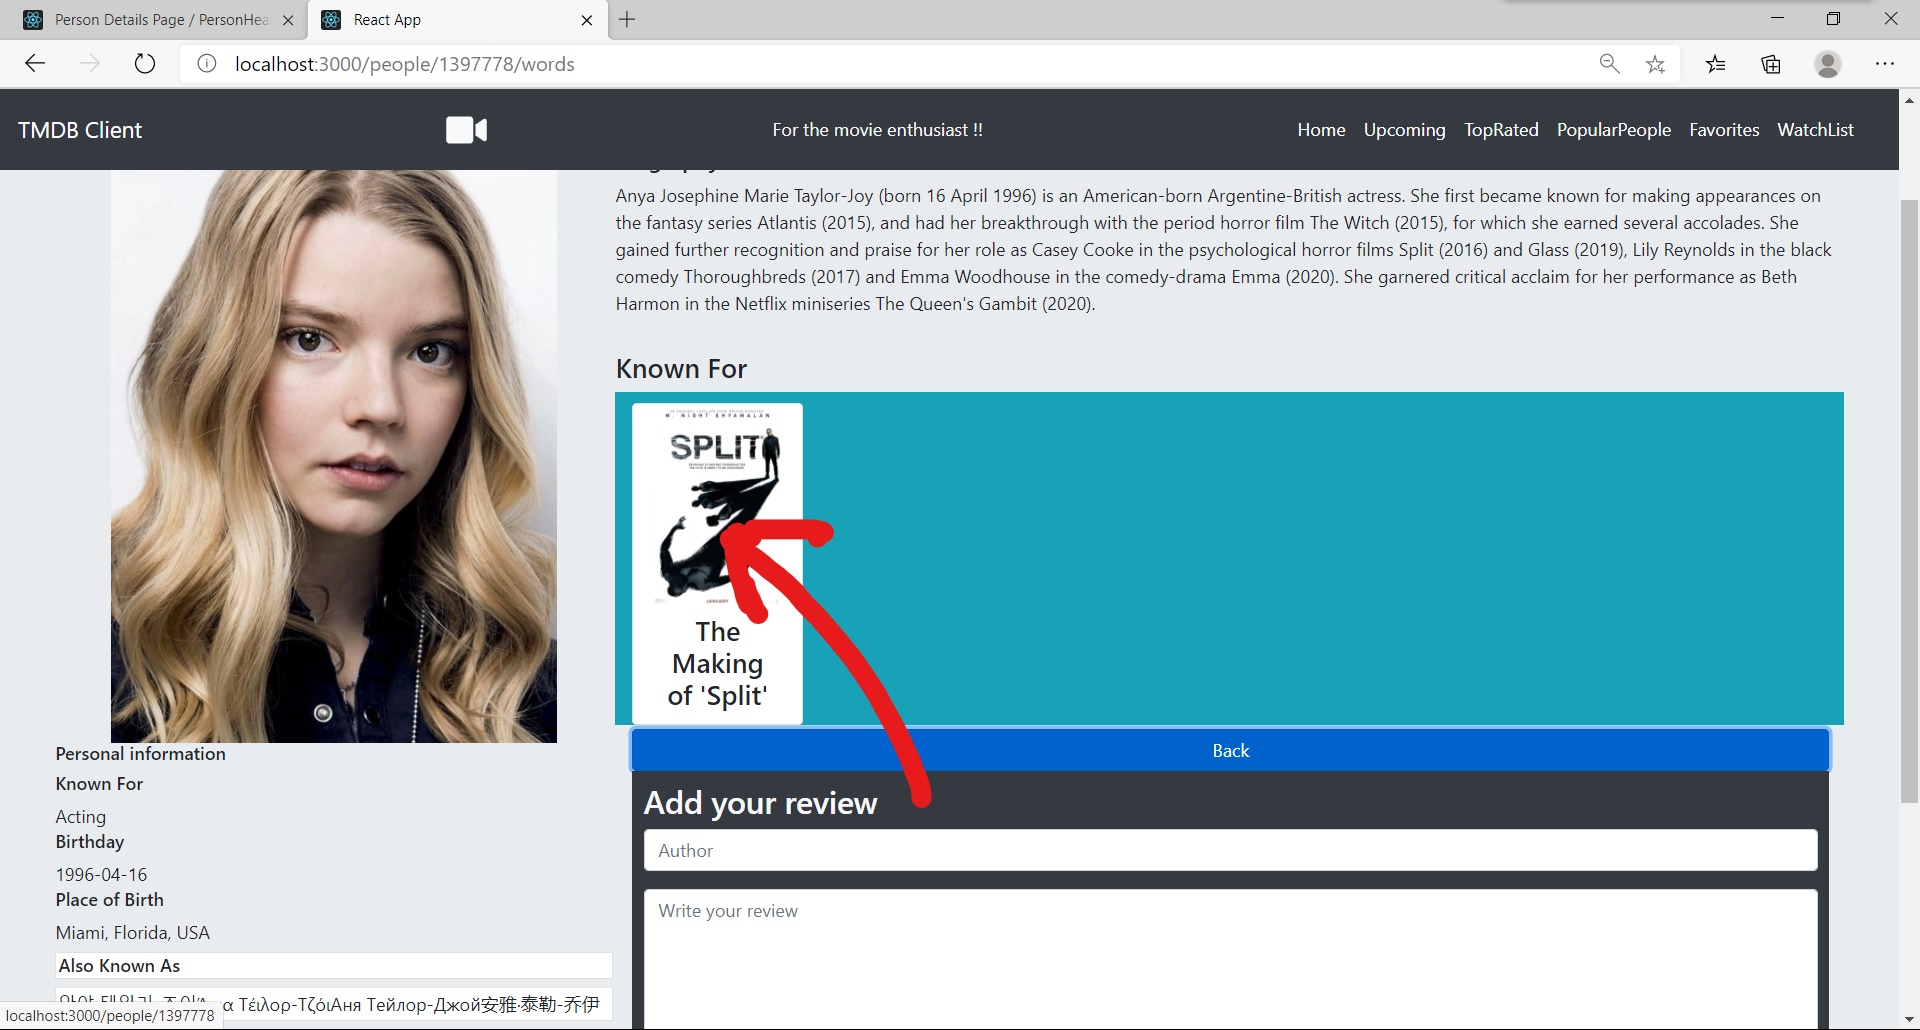 Person Details Page / PersonHea
React App
localhost:3000/people/1397778/words
TMDB Client
For the movie enthusiast !!
Home Upcoming TopRated PopularPeople Favorites WatchList
Anya Josephine Marie Taylor-Joy (born 16 April 1996) is an American-born Argentine-British actress. She first became known for making appearances on
the fantasy series Atlantis (2015), and had her breakthrough with the period horror film The Witch (2015), for which she earned several accolades. She
gained further recognition and praise for her role as Casey Cooke in the psychological horror films Split (2016) and Glass (2019), Lily Reynolds in the black
comedy Thoroughbreds (2017) and Emma Woodhouse in the comedy-drama Emma (2020). She garnered critical acclaim for her performance as Beth
Harmon in the Netflix miniseries The Queen's Gambit (2020).
Known For
M. NIGHT SHYAMALAN
SPLIT
JANUARY
The
Making
of 'Split'
Back
Add your review
Author
Write your review
Personal information
Known For
Acting
Birthday
1996-04-16
Place of Birth
Miami, Florida, USA
Also Known As
α Τέιλορ-ΤζόιАня Тейлор-Джой安雅·泰勒-乔伊
localhost:3000/people/1397778